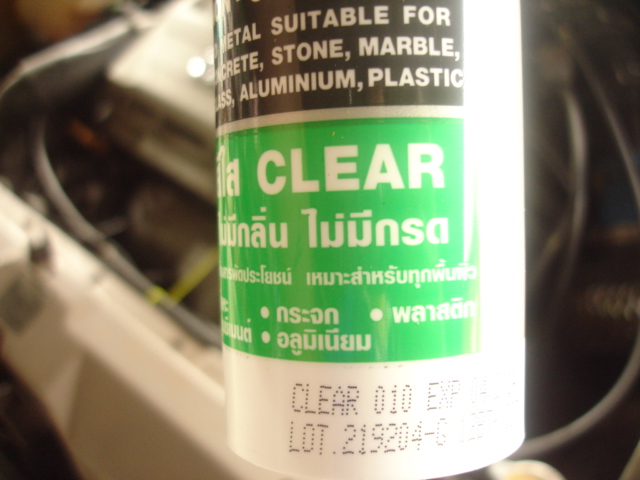 METAL SUITABLE FOR
STONE, MARBLE,
ALUMINIUM, PLASTIC
CLEAR
ไม่มีกลิ่น ไม่มีกรด
เหมาะสำหรับทุกพื้นผิว
• กระจก • พลาสติก
• อลูมิเนียม
CLEAR 010 EXP
LOT.219204-G